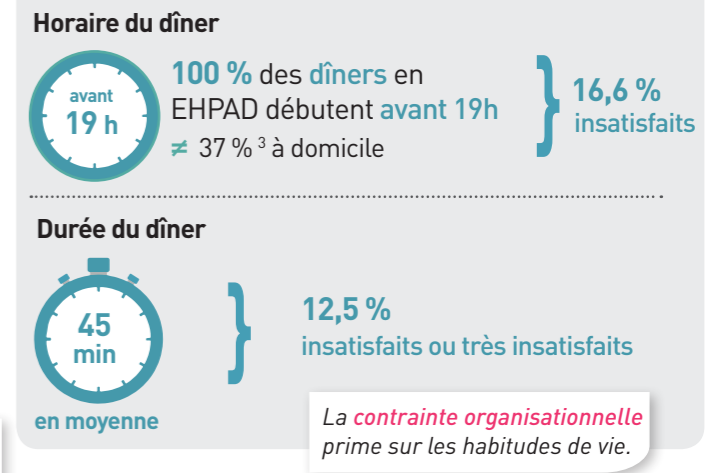 Horaire du dîner
avant
19 h
100 % des dîners en
EHPAD débutent avant 19h
≠ 37 % ³ à domicile
16,6 %
insatisfaits
Durée du dîner
45
min
en moyenne
12,5 %
insatisfaits ou très insatisfaits
La contrainte organisationnelle
prime sur les habitudes de vie.